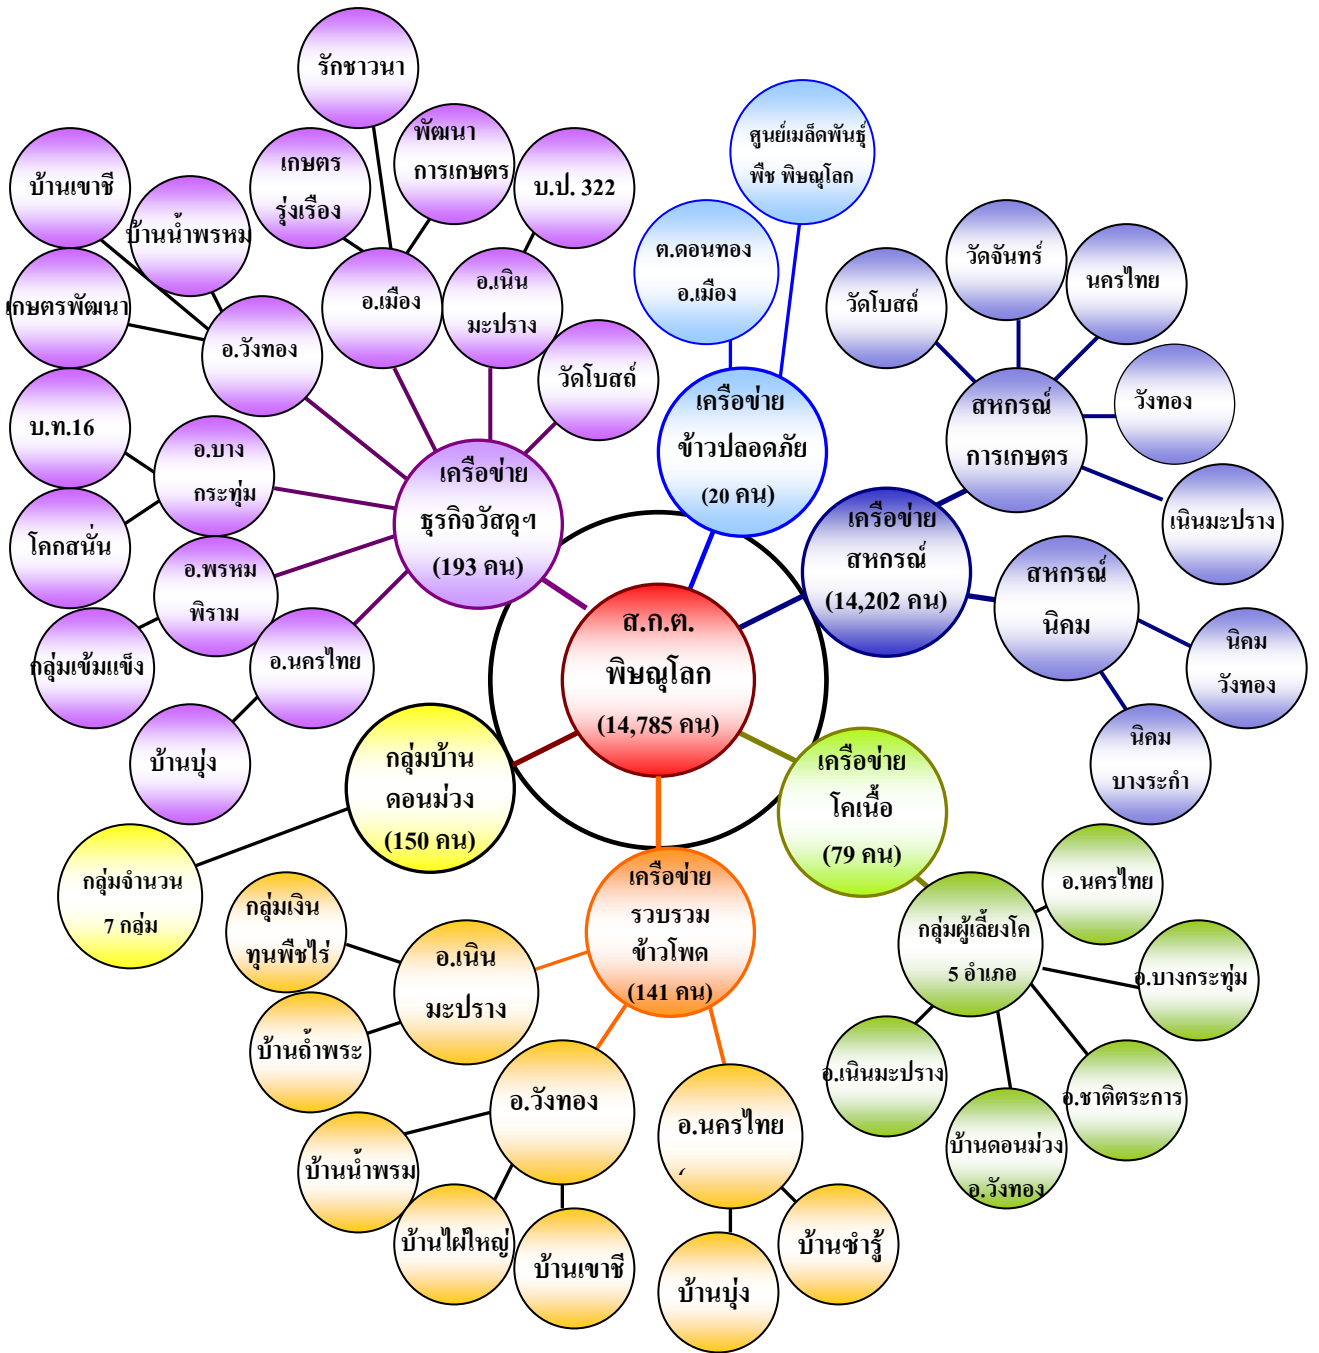 รักชาวนา
เกษตร
รุ่งเรือง
พัฒนา
การเกษตร
บ.ป. 322
บ้านเขาชี
บ้านน้ำพรหม
เกษตรพัฒนา
อ.วังทอง
อ.เมือง
อ.เนิน
มะปราง
วัดโบสถ์
บ.ท.16
โคกสนั่น
อ.บาง
กระทุ่ม
อ.พรหม
พิราม
กลุ่มเข้มแข็ง
อ.นครไทย
บ้านบุ่ง
เครือข่าย
ธุรกิจวัสดุฯ
(193 คน)
ศูนย์เมล็ดพันธุ์
พืช พิษณุโลก
ต.ดอนทอง
อ.เมือง
เครือข่าย
ข้าวปลอดภัย
(20 คน)
วัดโบสถ์
วัดจันทร์
นครไทย
วังทอง
เนินมะปราง
สหกรณ์
การเกษตร
เครือข่าย
สหกรณ์
(14,202 คน)
สหกรณ์
นิคม
นิคม
วังทอง
นิคม
บางระกำ
ส.ก.ต.
พิษณุโลก
(14,785 คน)
กลุ่มบ้าน
ดอนม่วง
(150 คน)
กลุ่มจำนวน
7 กลุ่ม
เครือข่าย
โคเนื้อ
(79 คน)
กลุ่มผู้เลี้ยงโค
5 อำเภอ
อ.นครไทย
อ.บางกระทุ่ม
อ.ชาติตระการ
บ้านดอนม่วง
อ.วังทอง
อ.เนินมะปราง
เครือข่าย
รวบรวม
ข้าวโพด
(141 คน)
กลุ่มเงิน
ทุนพืชไร่
บ้านถ้ำพระ
อ.เนิน
มะปราง
อ.วังทอง
บ้านน้ำพรม
บ้านไผ่ใหญ่
บ้านเขาชี
อ.นครไทย
บ้านซำรู้
บ้านบุ่ง